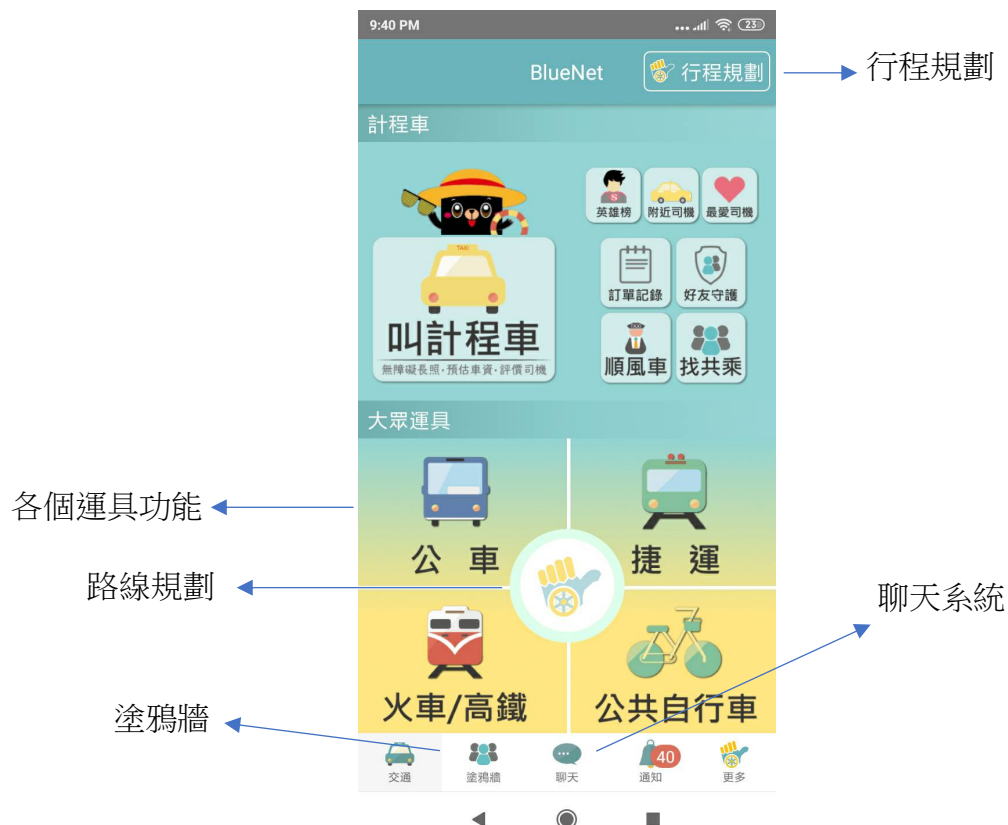 9:40 PM
23
BlueNet
行程規劃
行程規劃
計程車
英雄榜
附近司機
最愛司機
TAXI
叫計程車
無障礙長照·預估車資·評價司機
訂單記錄
好友守護
TAXI
順風車
找共乘
大眾運具
各個運具功能
公車
捷運
路線規劃
聊天系統
火車/高鐵
公共自行車
塗鴉牆
40
交通
塗鴉牆
聊天
通知
更多